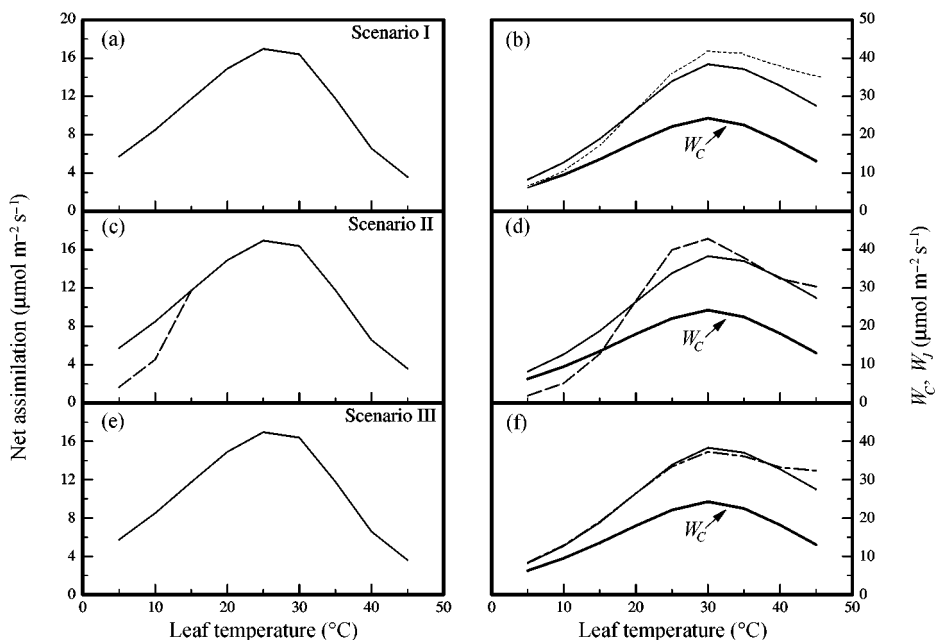 (a) Scenario I
(b)
W_C
(c) Scenario II
(d)
W_C
(e) Scenario III
(f)
W_C
20
16
12
8
4
0
16
12
8
4
0
16
12
8
4
0
50
40
30
20
10
0
40
30
20
10
0
40
30
20
10
0
0 10 20 30 40 50
0 10 20 30 40 50
Leaf temperature (°C)
Leaf temperature (°C)
Net assimilation (μmol m⁻² s⁻¹)
W_C, W_J (μmol m⁻² s⁻¹)